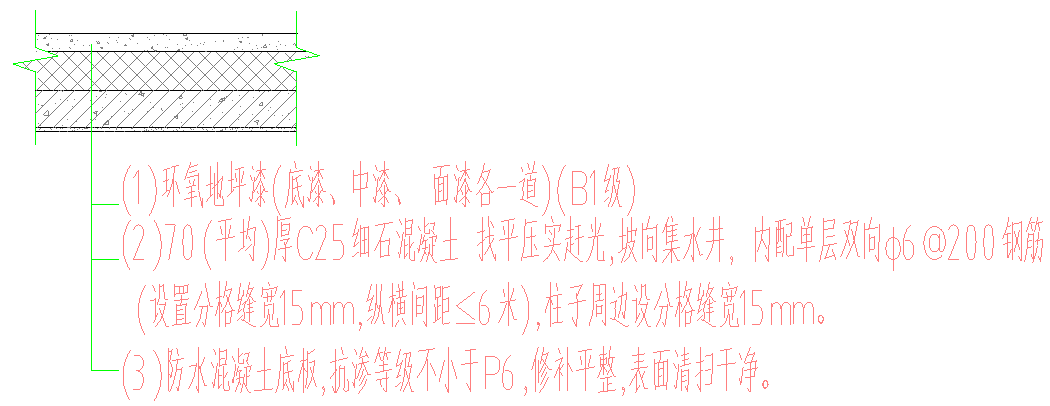 (1)环氧地坪漆(底漆、中漆、 面漆各一道)(B1级)
(2)70(平均)厚C25细石混凝土 找平压实赶光,坡向集水井, 内配单层双向φ6@200钢筋
(设置分格缝宽15mm,纵横间距≤6米),柱子周边设分格缝宽15mm。
(3)防水混凝土底板,抗渗等级不小于P6,修补平整,表面清扫干净。